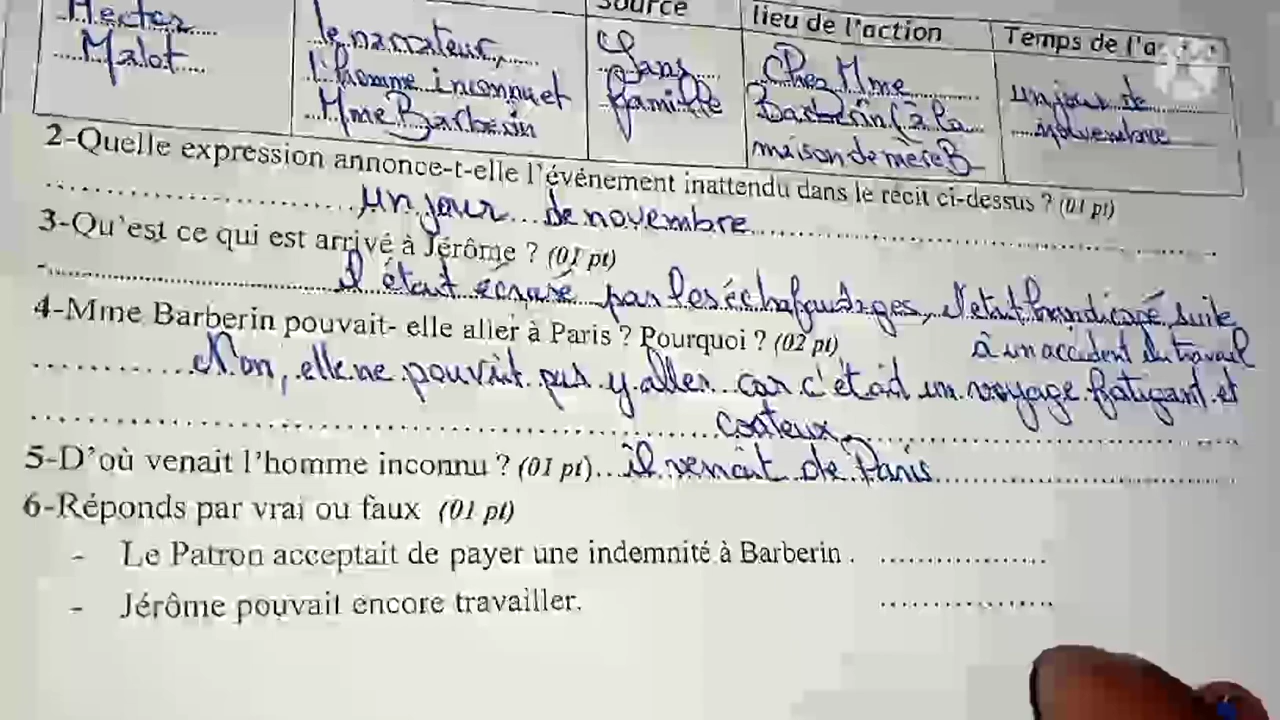 Source lieu de l'action Temps de l'a
Hector le narrateur, Sans Chez Mme un jour de
Malot l'homme inconnu et famille Barberin (à la novembre
Mme Barberin maison de mère B
2-Quelle expression annonce-t-elle l'événement inattendu dans le récit ci-dessus ? (01 pt)
un jour de novembre
3-Qu'est ce qui est arrivé à Jérôme ? (01 pt)
Il était écrasé par les échafaudages, il était handicapé suite
à un accident du travail
4-Mme Barberin pouvait- elle aller à Paris ? Pourquoi ? (02 pt)
Non, elle ne pouvait pas y aller car c'était un voyage fatigant et
couteux
5-D'où venait l'homme inconnu ? (01 pt) il venait de Paris
6-Réponds par vrai ou faux (01 pt)
- Le Patron acceptait de payer une indemnité à Barberin .
- Jérôme pouvait encore travailler.